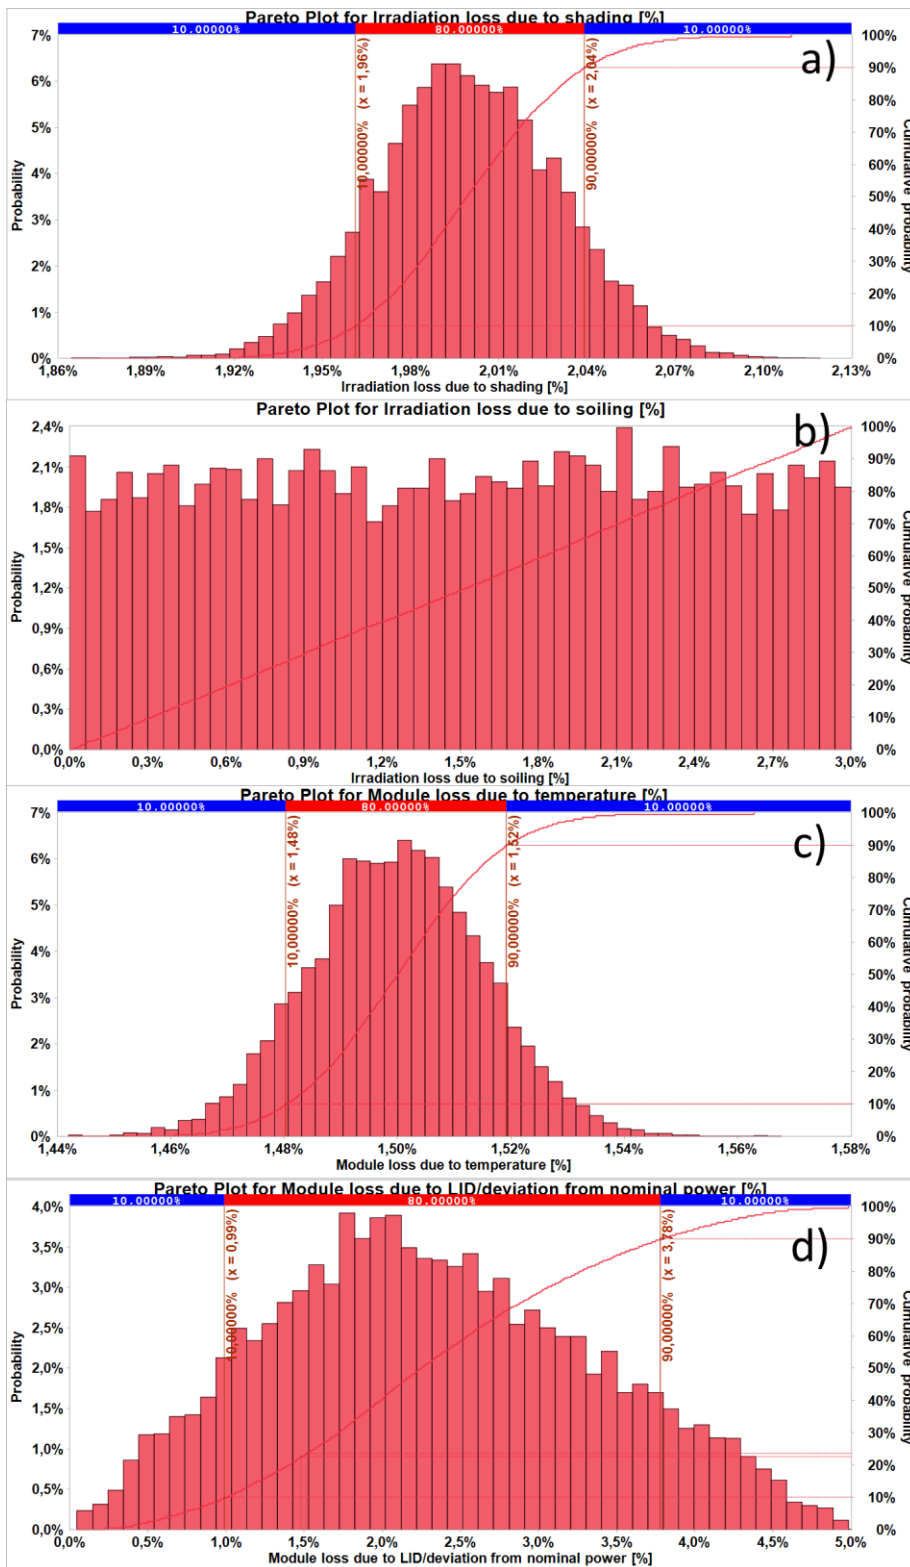 Pareto Plot for Irradiation loss due to shading [%]
10.00000% 80.00000% 10.00000%
7% 100%
a)
90%
6%
80%
5% 70%
60%
4%
50%
3% 40%
30%
2%
20%
1%
10%
0% 0%
Probability
Cumulative probability
10,00000% (x = 1,96%)
90,00000% (x = 2,04%)
1,86% 1,89% 1,92% 1,95% 1,98% 2,01% 2,04% 2,07% 2,10% 2,13%
Irradiation loss due to shading [%]
Pareto Plot for Irradiation loss due to soiling [%]
2,4% 100%
b)
90%
2,1%
80%
1,8%
70%
1,5%
60%
1,2% 50%
40%
0,9%
30%
0,6%
20%
0,3%
10%
0,0% 0%
Probability
Cumulative probability
0,0% 0,3% 0,6% 0,9% 1,2% 1,5% 1,8% 2,1% 2,4% 2,7% 3,0%
Irradiation loss due to soiling [%]
Pareto Plot for Module loss due to temperature [%]
10.00000% 80.00000% 10.00000%
7% 100%
c)
90%
6%
80%
5% 70%
60%
4%
50%
3% 40%
30%
2%
20%
1%
10%
0% 0%
Probability
Cumulative probability
10,00000% (x = 1,48%)
90,00000% (x = 1,52%)
1,44% 1,46% 1,48% 1,50% 1,52% 1,54% 1,56% 1,58%
Module loss due to temperature [%]
Pareto Plot for Module loss due to LID/deviation from nominal power [%]
10.00000% 80.00000% 10.00000%
4,0% 100%
d)
90%
3,5%
80%
3,0%
70%
2,5%
60%
2,0% 50%
40%
1,5%
30%
1,0%
20%
0,5%
10%
0,0% 0%
Probability
Cumulative probability
10,00000% (x = 0,99%)
90,00000% (x = 3,78%)
0,0% 0,5% 1,0% 1,5% 2,0% 2,5% 3,0% 3,5% 4,0% 4,5% 5,0%
Module loss due to LID/deviation from nominal power [%]